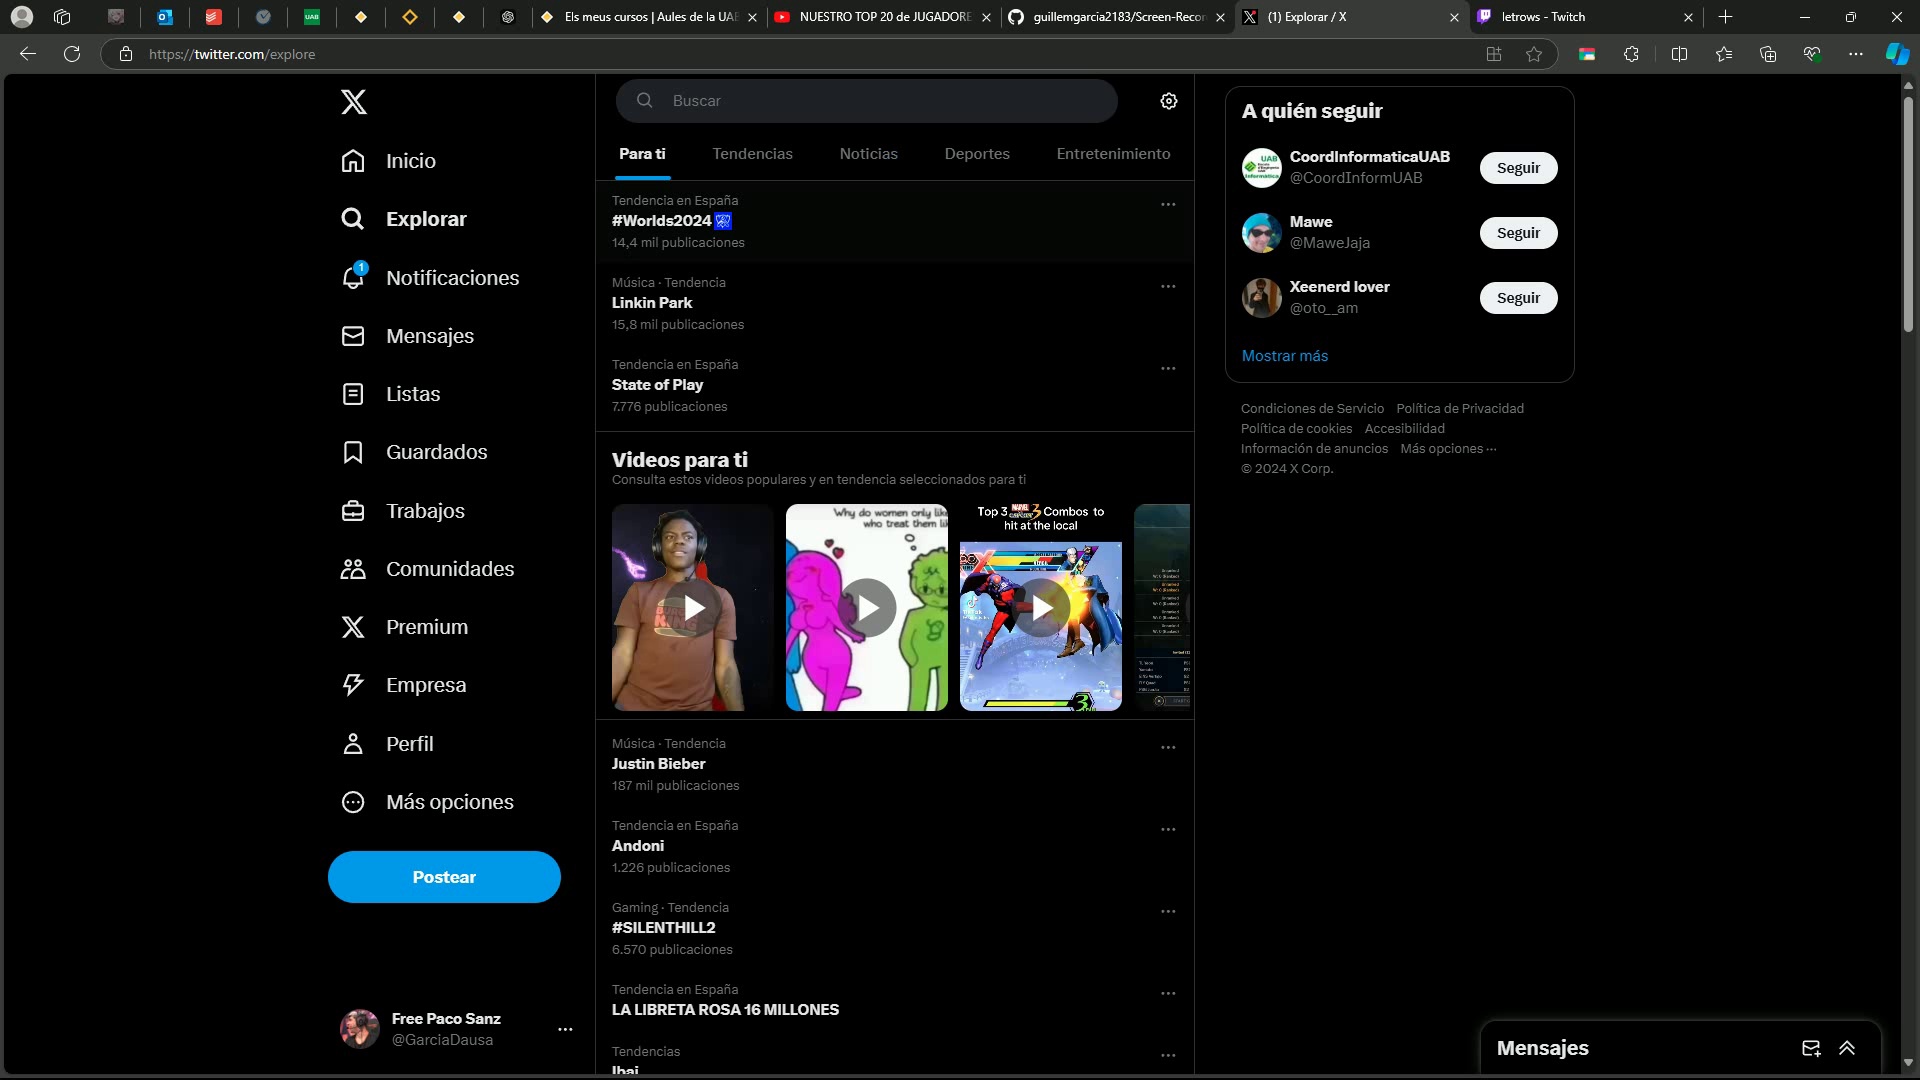 Els meus cursos | Aules de la UAB
NUESTRO TOP 20 de JUGADORE
guillemgarcia2183/Screen-Recor
(1) Explorar / X
letrows - Twitch
https://twitter.com/explore
Inicio
Explorar
1
Notificaciones
Mensajes
Listas
Guardados
Trabajos
Comunidades
Premium
Empresa
Perfil
Más opciones
Postear
Free Paco Sanz
@GarciaDausa
Buscar
Para ti
Tendencias
Noticias
Deportes
Entretenimiento
Tendencia en España
#Worlds2024
14,4 mil publicaciones
Música · Tendencia
Linkin Park
15,8 mil publicaciones
Tendencia en España
State of Play
7.776 publicaciones
Videos para ti
Consulta estos videos populares y en tendencia seleccionados para ti
BURGER
KING
Why do women only like
who treat them li
Top 3 MARVEL CAPCOM 3 Combos to
hit at the local
3
Música · Tendencia
Justin Bieber
187 mil publicaciones
Tendencia en España
Andoni
1.226 publicaciones
Gaming · Tendencia
#SILENTHILL2
6.570 publicaciones
Tendencia en España
LA LIBRETA ROSA 16 MILLONES
Tendencias
Ibai
A quién seguir
CoordInformaticaUAB
@CoordInformUAB
Seguir
Mawe
@MaweJaja
Seguir
Xeenerd lover
@oto__am
Seguir
Mostrar más
Condiciones de Servicio Política de Privacidad
Política de cookies Accesibilidad
Información de anuncios Más opciones ···
© 2024 X Corp.
Mensajes